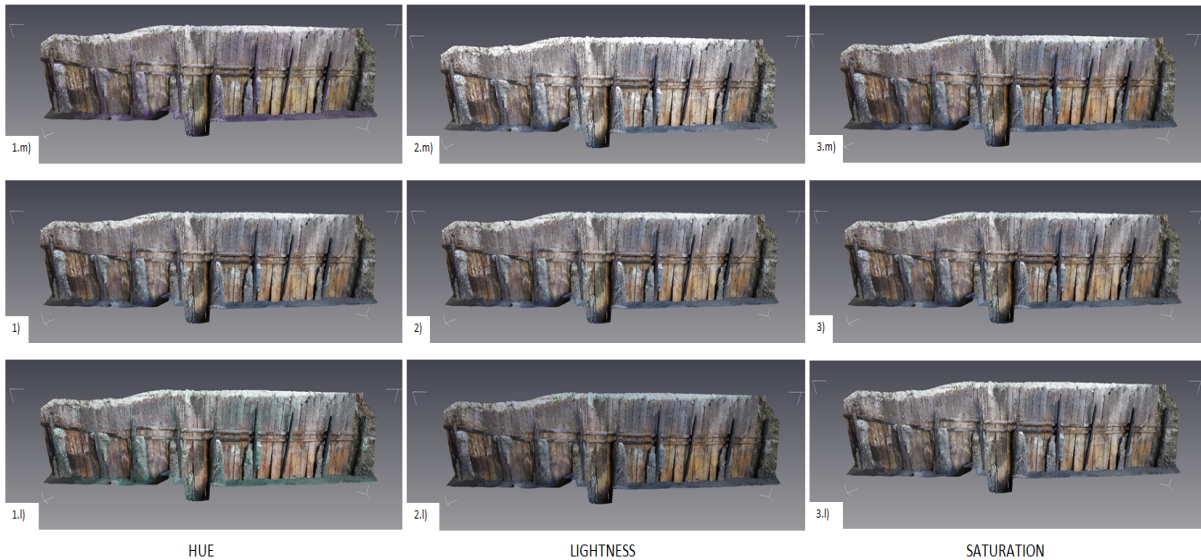 1.m)
2.m)
3.m)
1)
2)
3)
1.l)
2.l)
3.l)
HUE
LIGHTNESS
SATURATION